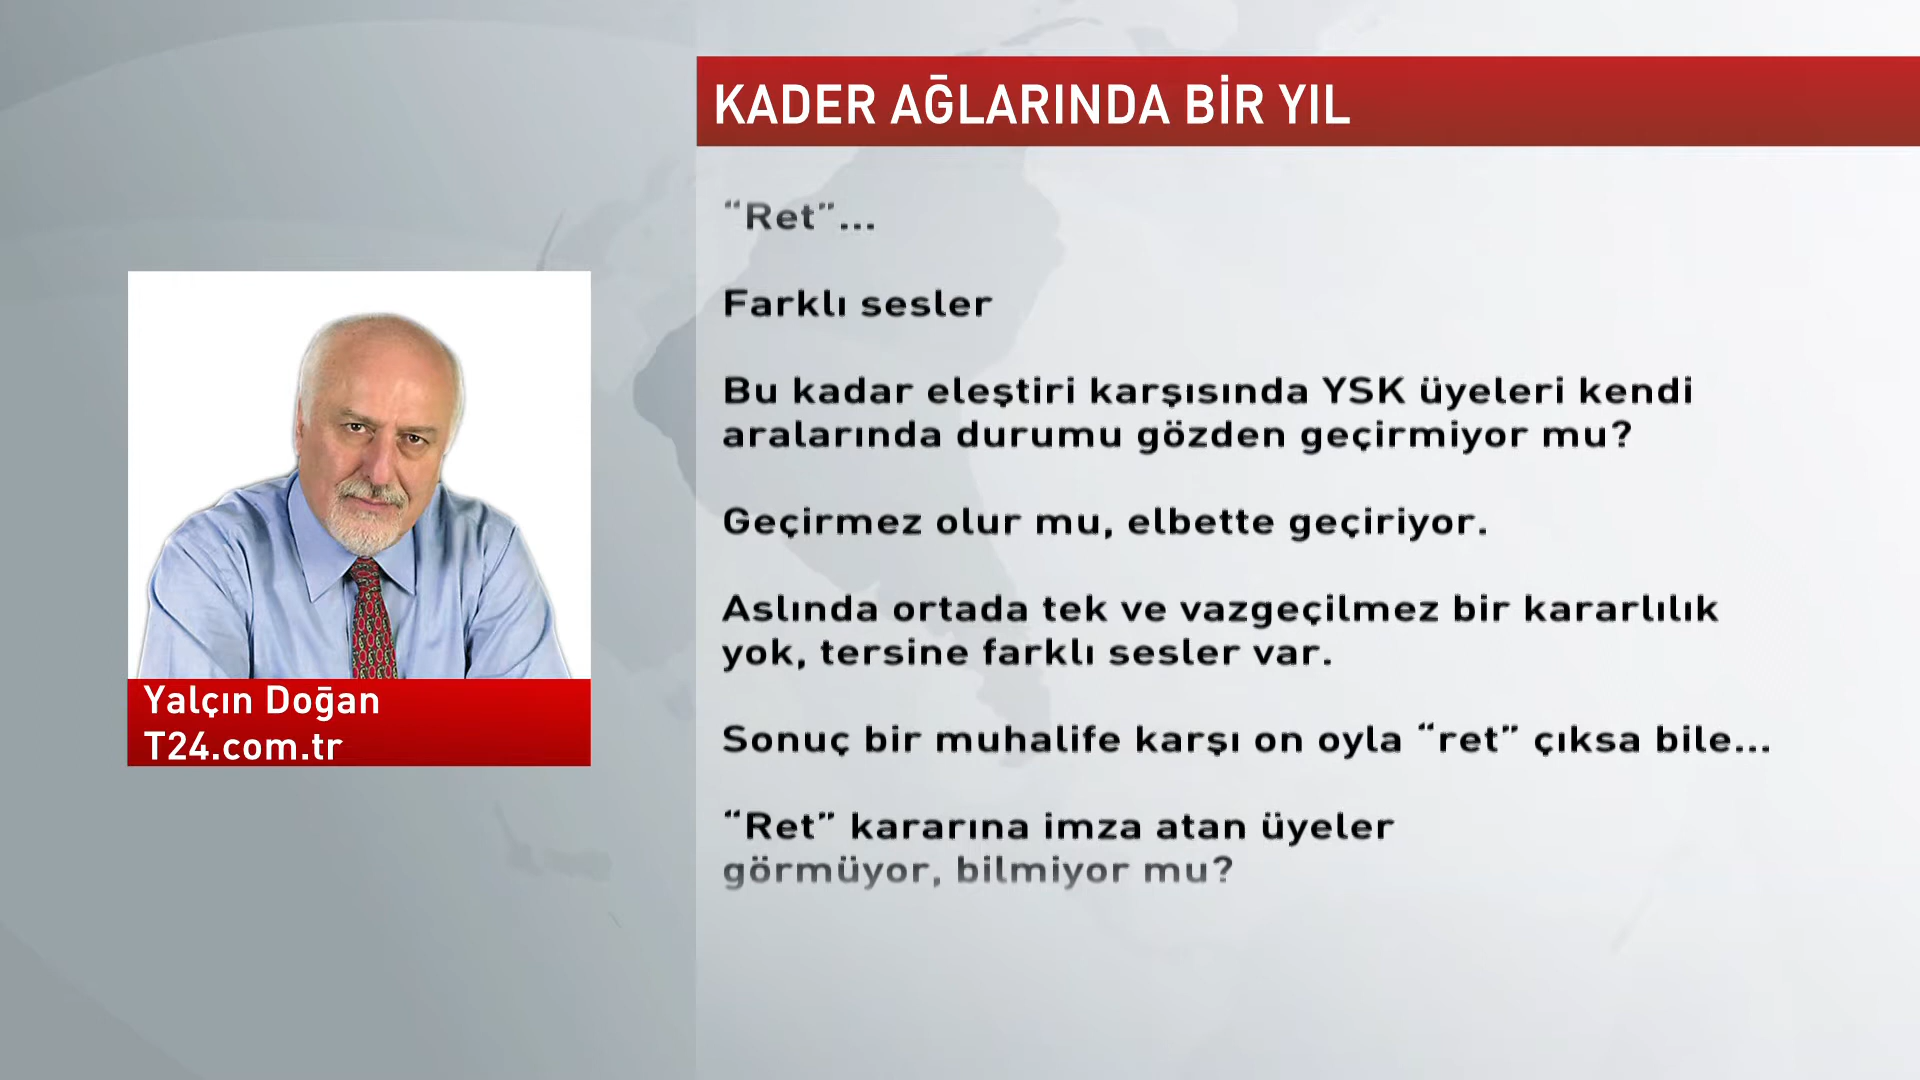 KADER AĞLARINDA BİR YIL
“Ret”...
Farklı sesler
Bu kadar eleştiri karşısında YSK üyeleri kendi
aralarında durumu gözden geçirmiyor mu?
Geçirmez olur mu, elbette geçiriyor.
Aslında ortada tek ve vazgeçilmez bir kararlılık
yok, tersine farklı sesler var.
Sonuç bir muhalife karşı on oyla “ret” çıksa bile...
“Ret” kararına imza atan üyeler
görmüyor, bilmiyor mu?
Yalçın Doğan
T24.com.tr